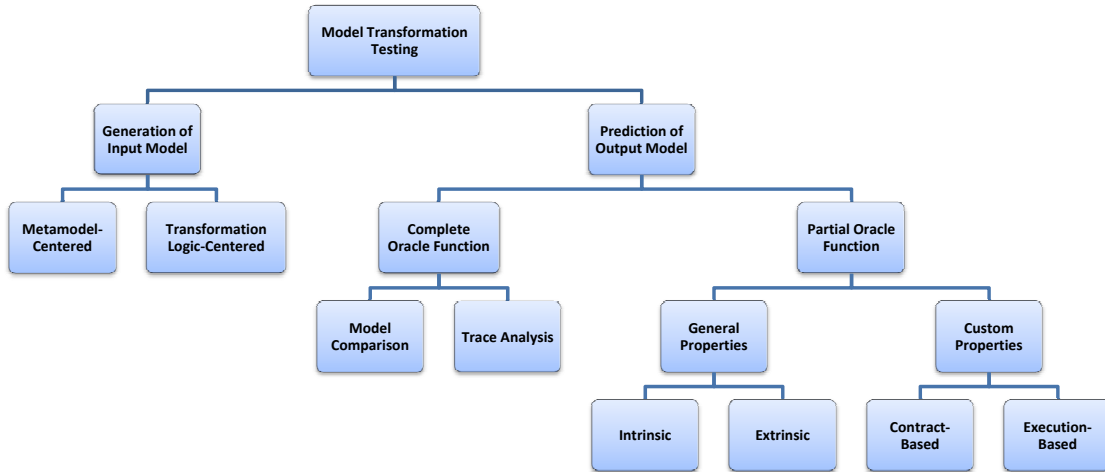 Model Transformation
Testing
Generation of
Input Model
Prediction of
Output Model
Metamodel-
Centered
Transformation
Logic-Centered
Complete
Oracle Function
Partial Oracle
Function
Model
Comparison
Trace Analysis
General
Properties
Custom
Properties
Intrinsic
Extrinsic
Contract-
Based
Execution-
Based